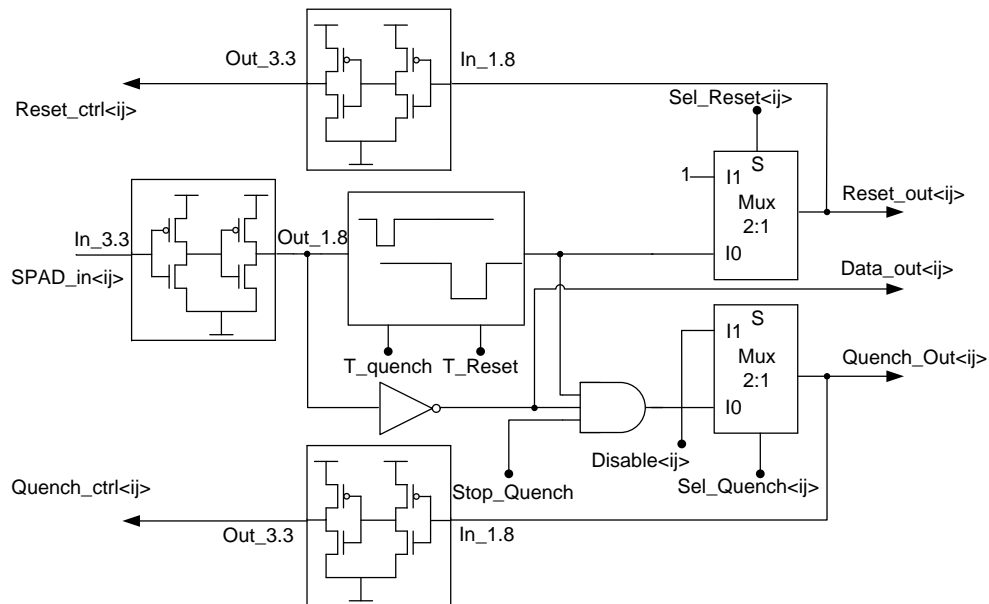 Out_3.3
In_1.8
Reset_ctrl<ij>
Sel_Reset<ij>
S
1
I1
Mux
2:1
I0
Reset_out<ij>
In_3.3
SPAD_in<ij>
Out_1.8
Data_out<ij>
T_quench
T_Reset
S
I1
Mux
2:1
I0
Quench_Out<ij>
Disable<ij>
Stop_Quench
Sel_Quench<ij>
Quench_ctrl<ij>
Out_3.3
In_1.8